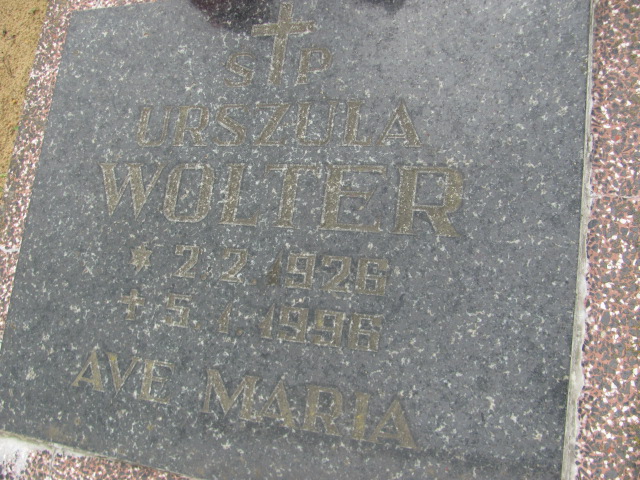 S P
URSZULA
WOLTER
* 2.2.1926
† 5.1.1996
AVE MARIA